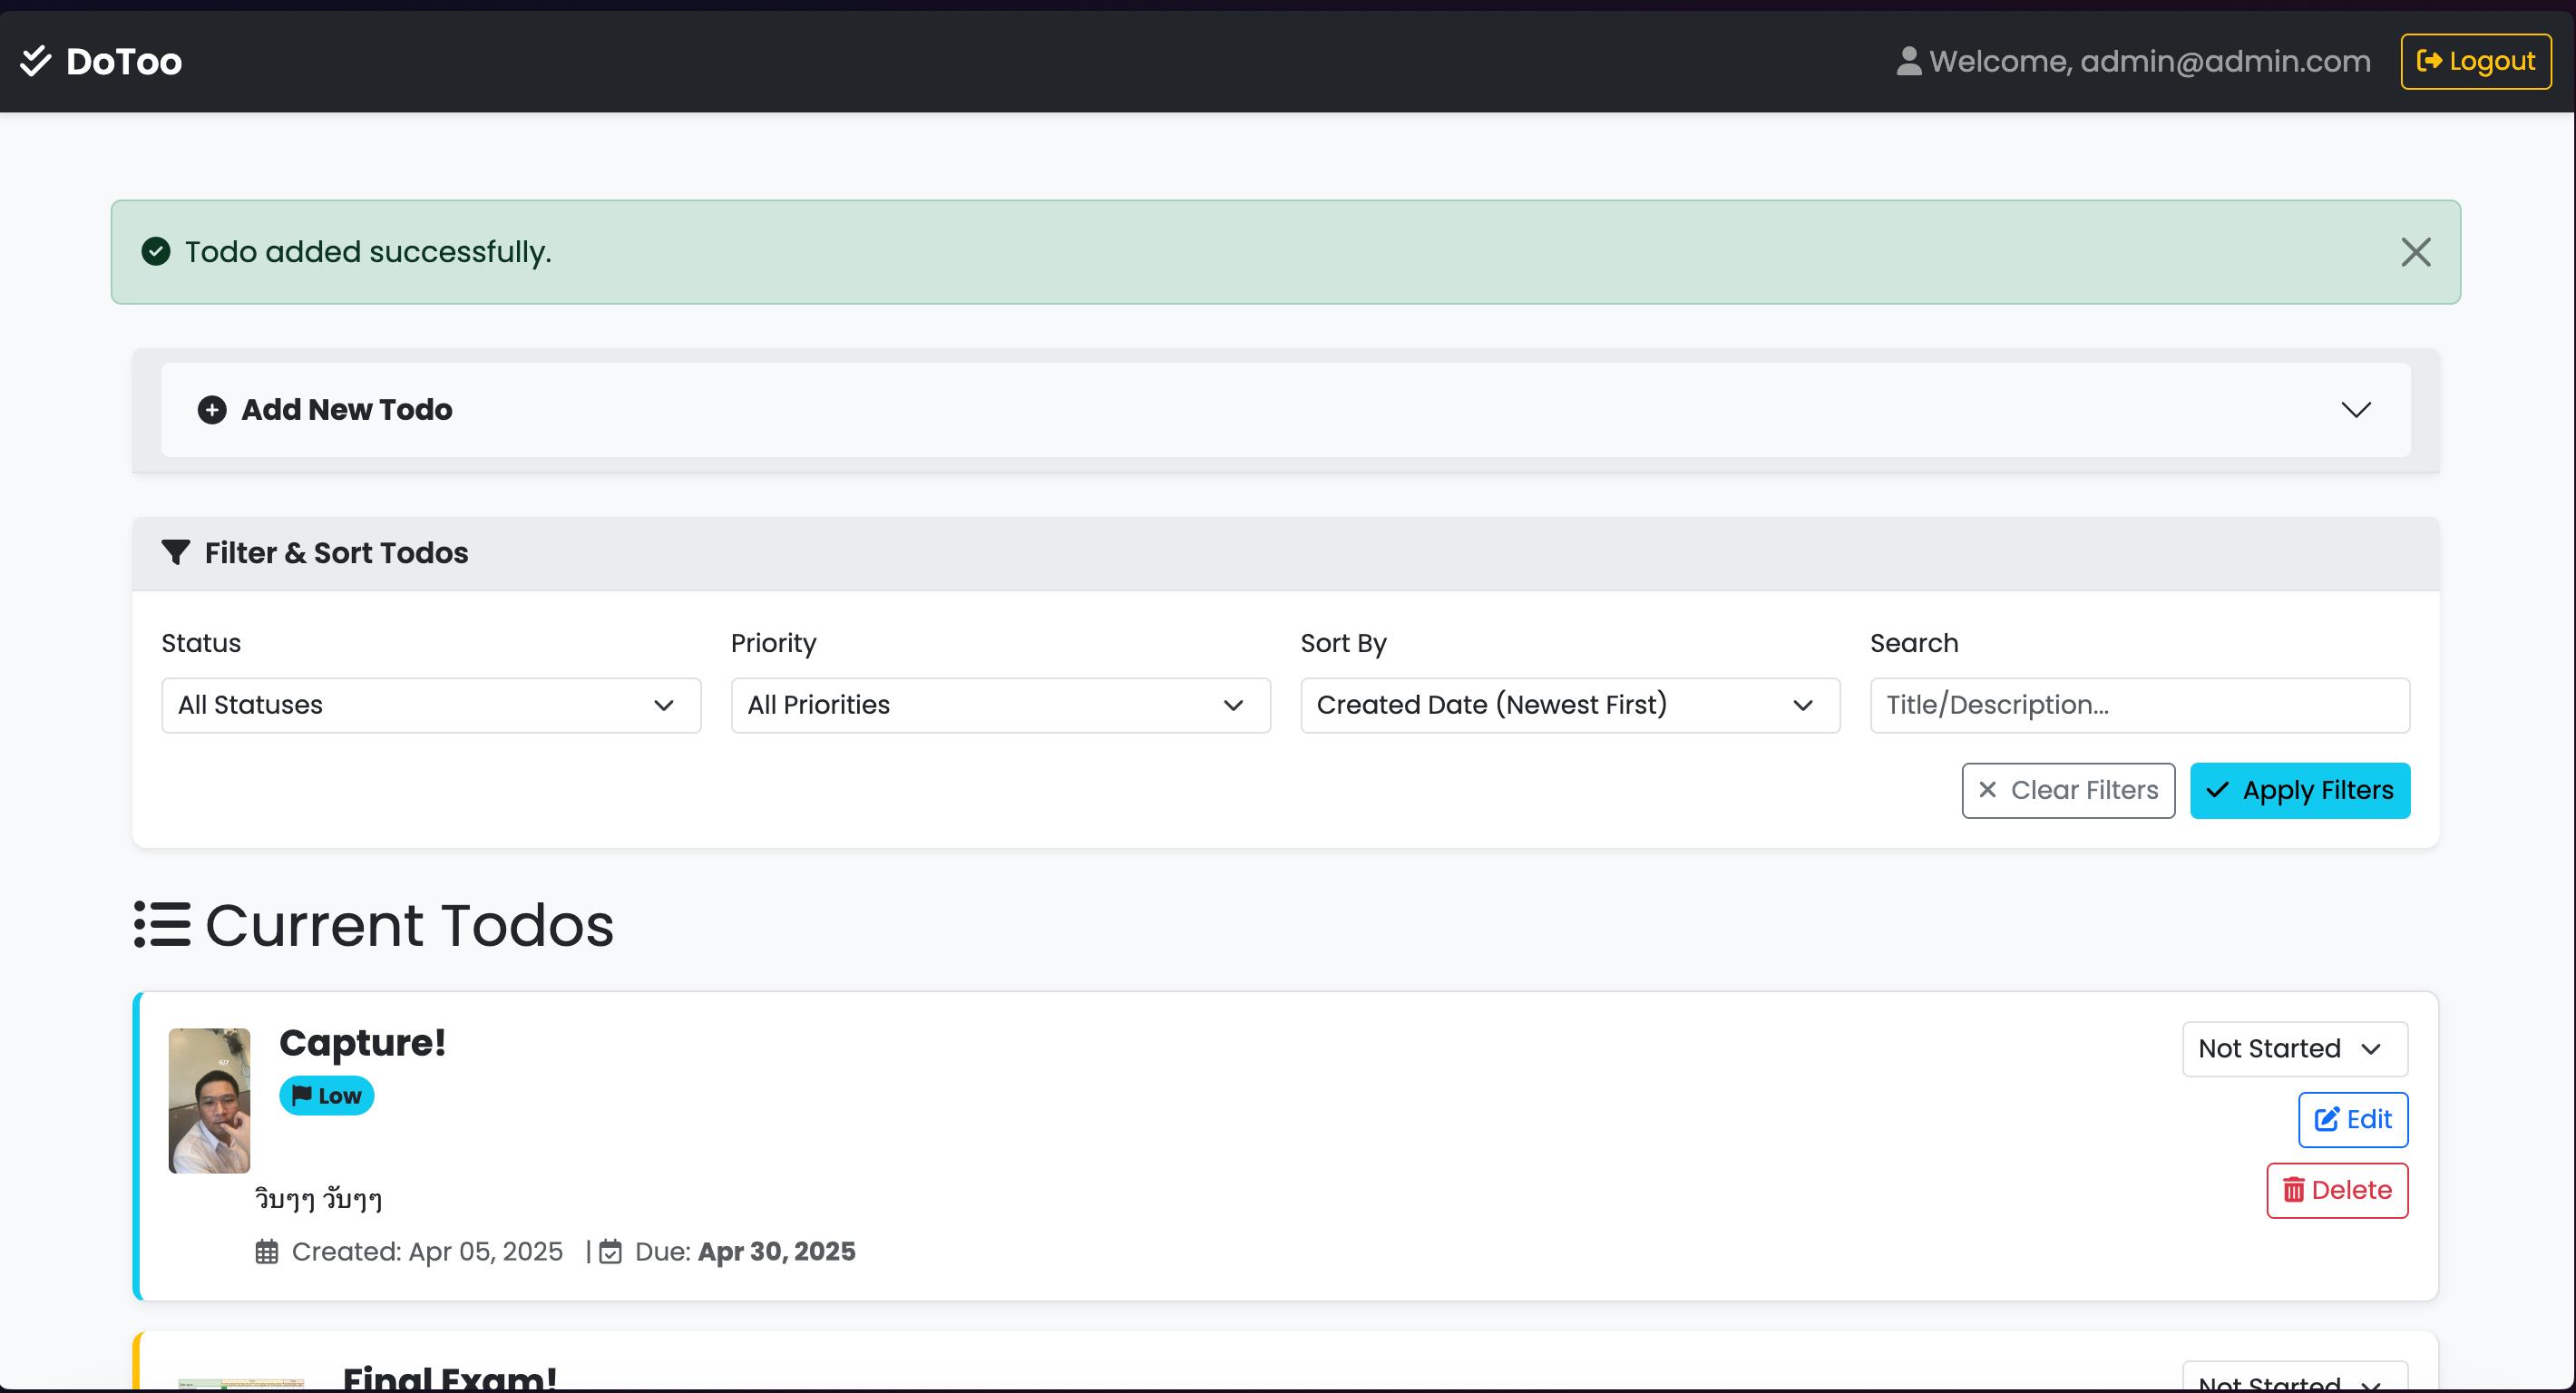 DoToo
Welcome, admin@admin.com
Logout
Todo added successfully.
Add New Todo
Filter & Sort Todos
Status
Priority
Sort By
Search
All Statuses
All Priorities
Created Date (Newest First)
Title/Description...
Clear Filters
Apply Filters
Current Todos
Capture!
Low
Not Started
Edit
Delete
วิบๆๆ วับๆๆ
Created: Apr 05, 2025 | Due: Apr 30, 2025
Final Exam!
Not Started